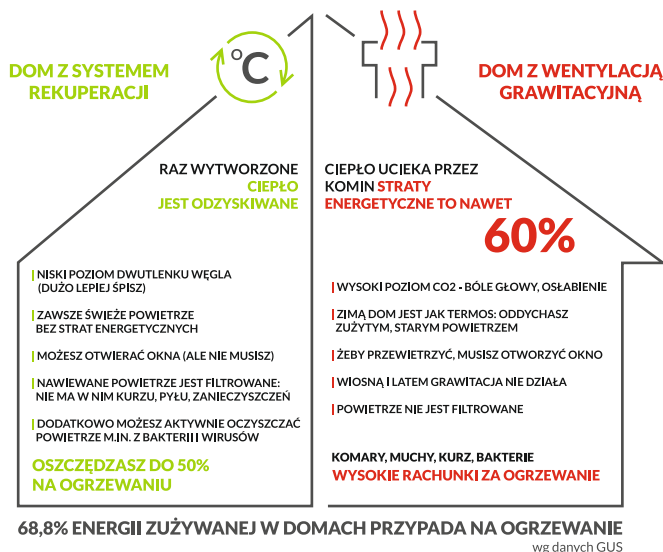 DOM Z SYSTEMEM
REKUPERACJI
°C
DOM Z WENTYLACJĄ
GRAWITACYJNĄ
RAZ WYTWORZONE
CIEPŁO
JEST ODZYSKIWANE
CIEPŁO UCIEKA PRZEZ
KOMIN STRATY
ENERGETYCZNE TO NAWET
60%
NISKI POZIOM DWUTLENKU WĘGLA
(DUŻO LEPIEJ ŚPISZ)
ZAWSZE ŚWIEŻE POWIETRZE
BEZ STRAT ENERGETYCZNYCH
MOŻESZ OTWIERAĆ OKNA (ALE NIE MUSISZ)
NAWIEWANE POWIETRZE JEST FILTROWANE:
NIE MA W NIM KURZU, PYŁU, ZANIECZYSZCZEŃ
DODATKOWO MOŻESZ AKTYWNIE OCZYSZCZAĆ
POWIETRZE M.IN. Z BAKTERII I WIRUSÓW
OSZCZĘDZASZ DO 50%
NA OGRZEWANIU
WYSOKI POZIOM CO2 - BÓLE GŁOWY, OSŁABIENIE
ZIMĄ DOM JEST JAK TERMOS: ODDYCHASZ
ZUŻYTYM, STARYM POWIETRZEM
ŻEBY PRZEWIETRZYĆ, MUSISZ OTWORZYĆ OKNO
WIOSNĄ I LATEM GRAWITACJA NIE DZIAŁA
POWIETRZE NIE JEST FILTROWANE
KOMARY, MUCHY, KURZ, BAKTERIE
WYSOKIE RACHUNKI ZA OGRZEWANIE
68,8% ENERGII ZUŻYWANEJ W DOMACH PRZYPADA NA OGRZEWANIE
wg danych GUS